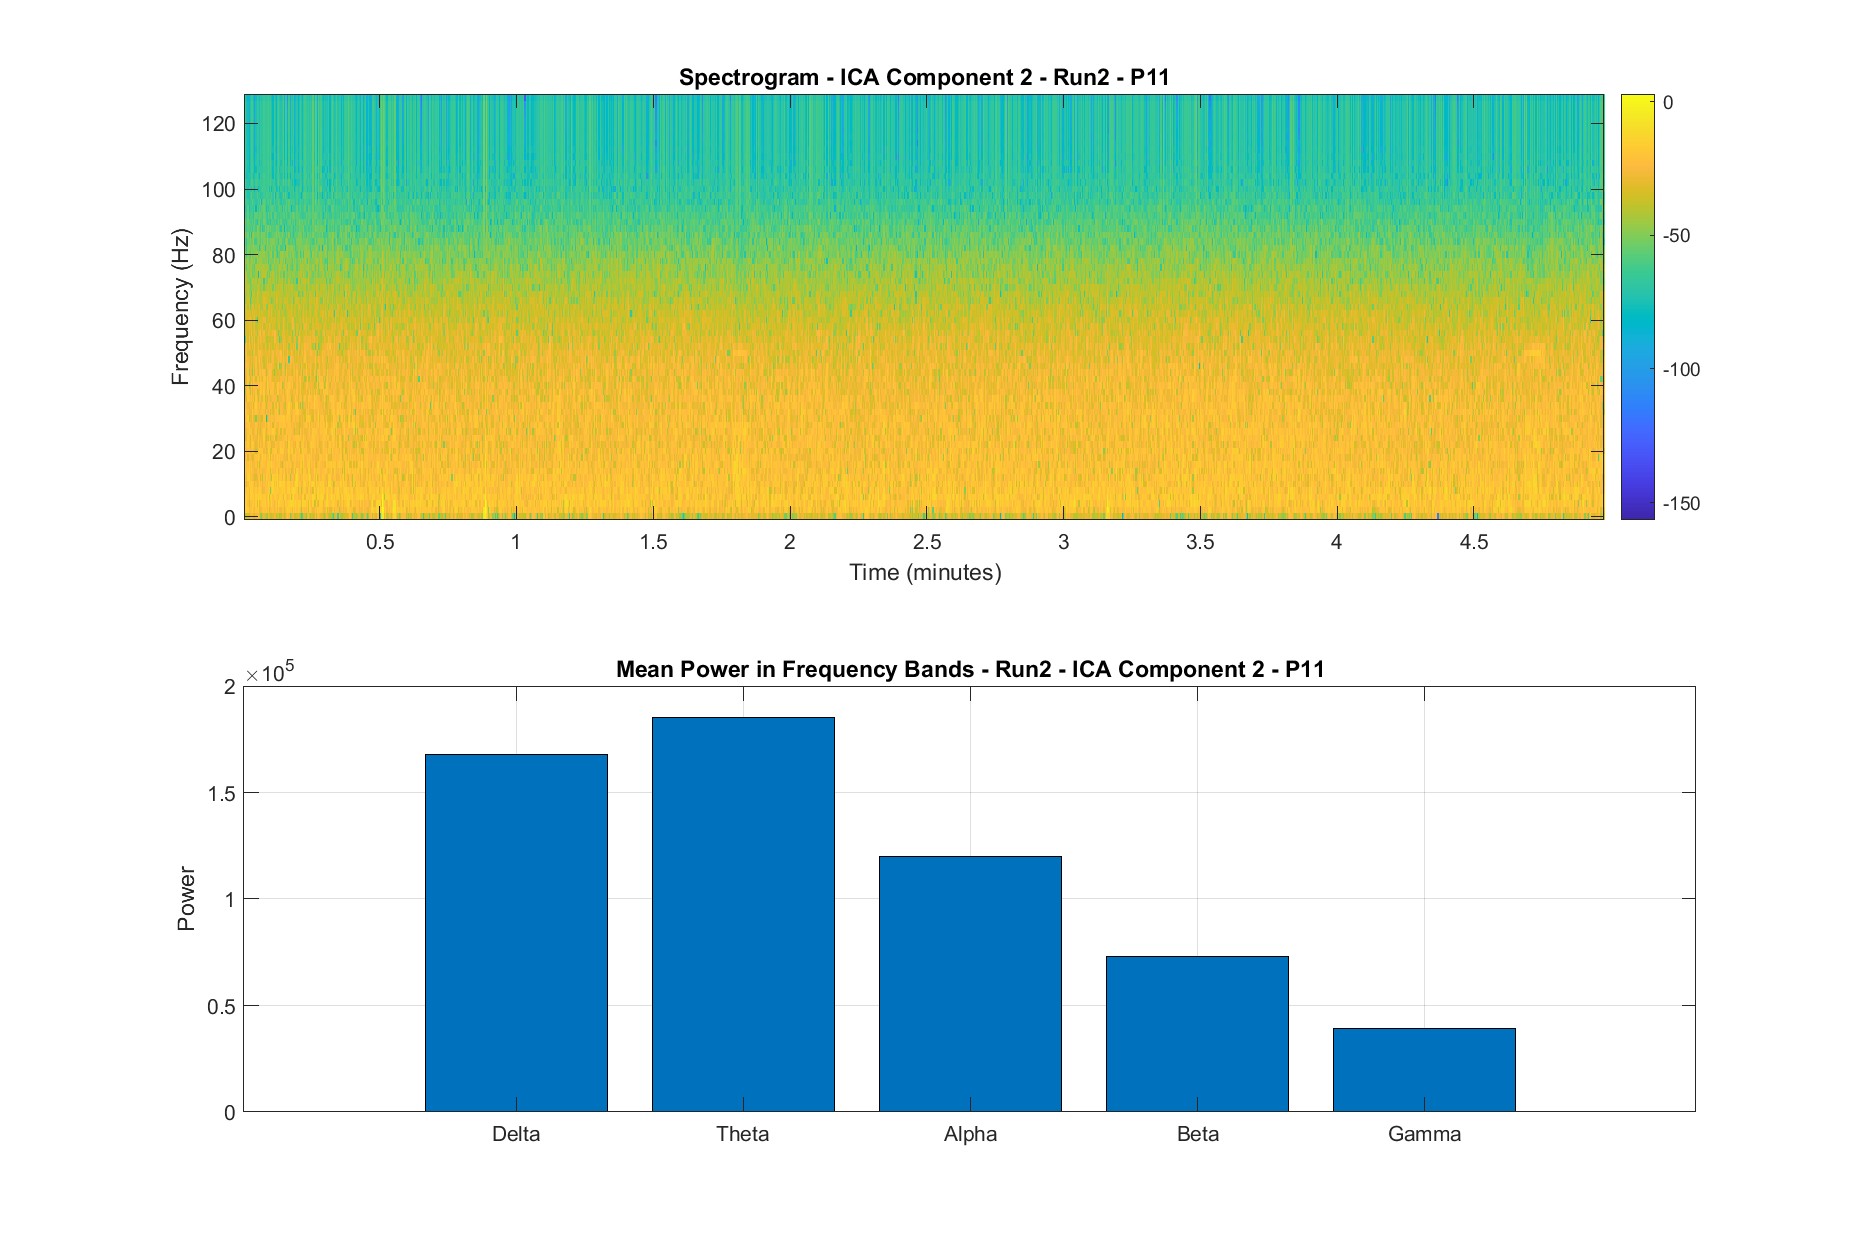 Spectrogram - ICA Component 2 - Run2 - P11
Frequency (Hz)
120
100
80
60
40
20
0
0.5
1
1.5
2
2.5
3
3.5
4
4.5
Time (minutes)
0
-50
-100
-150
Mean Power in Frequency Bands - Run2 - ICA Component 2 - P11
×10⁵
Power
2
1.5
1
0.5
0
Delta
Theta
Alpha
Beta
Gamma